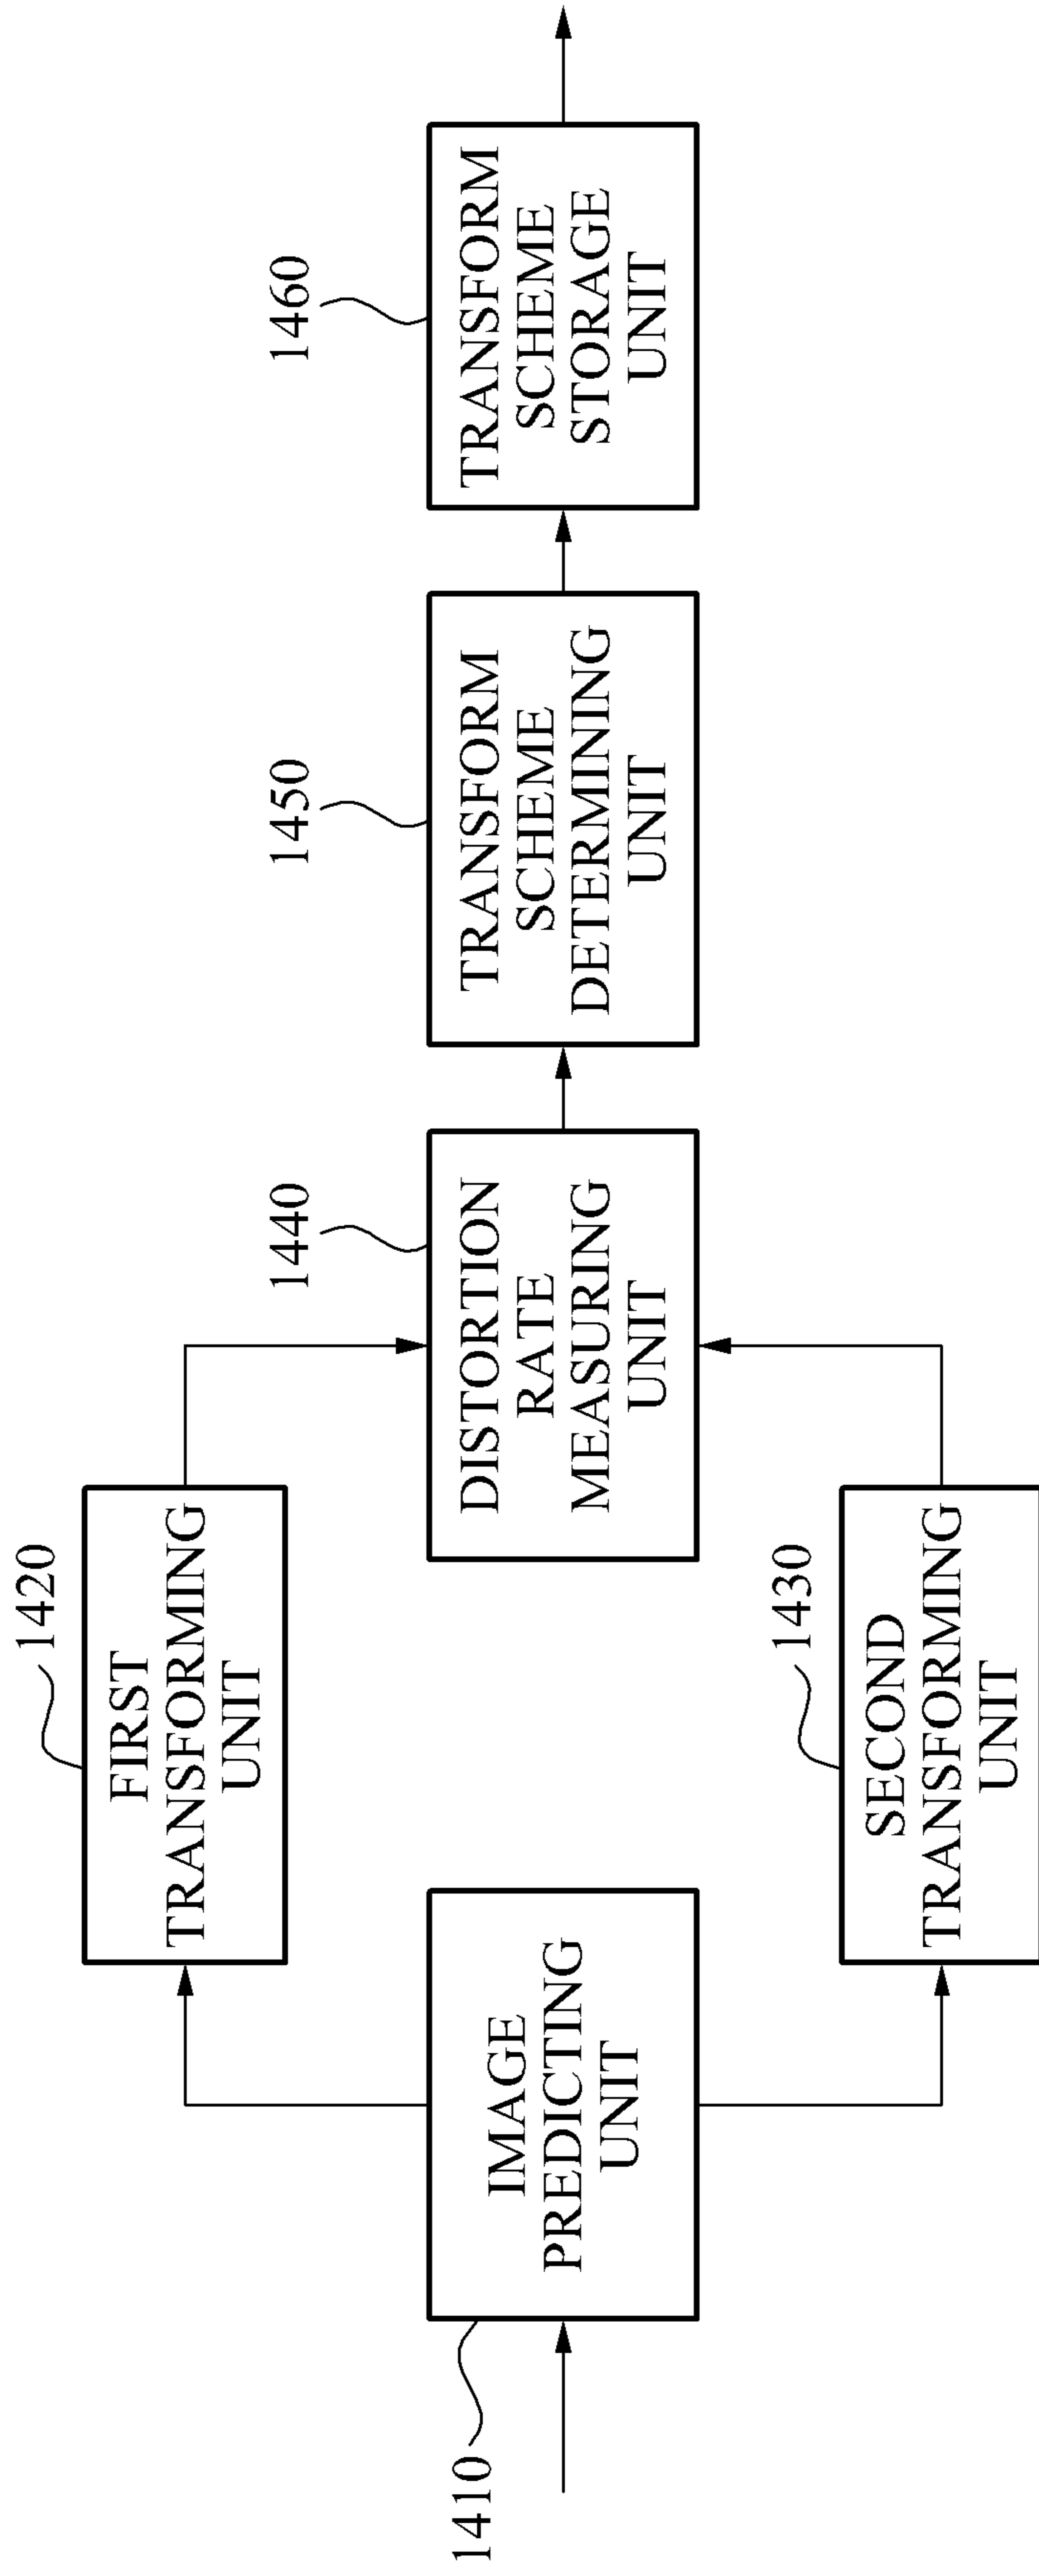 1410
IMAGE
PREDICTING
UNIT
1420
FIRST
TRANSFORMING
UNIT
1430
SECOND
TRANSFORMING
UNIT
1440
DISTORTION
RATE
MEASURING
UNIT
1450
TRANSFORM
SCHEME
DETERMINING
UNIT
1460
TRANSFORM
SCHEME
STORAGE
UNIT